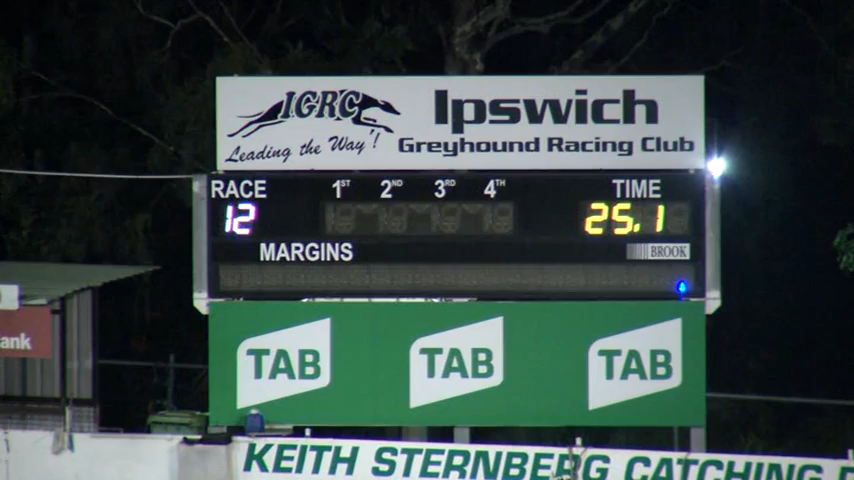 IGRC
Leading the Way!
Ipswich
Greyhound Racing Club
RACE 1ST 2ND 3RD 4TH TIME
12 25.1
MARGINS BROOK
TAB TAB TAB
ank
KEITH STERNBERG CATCHING